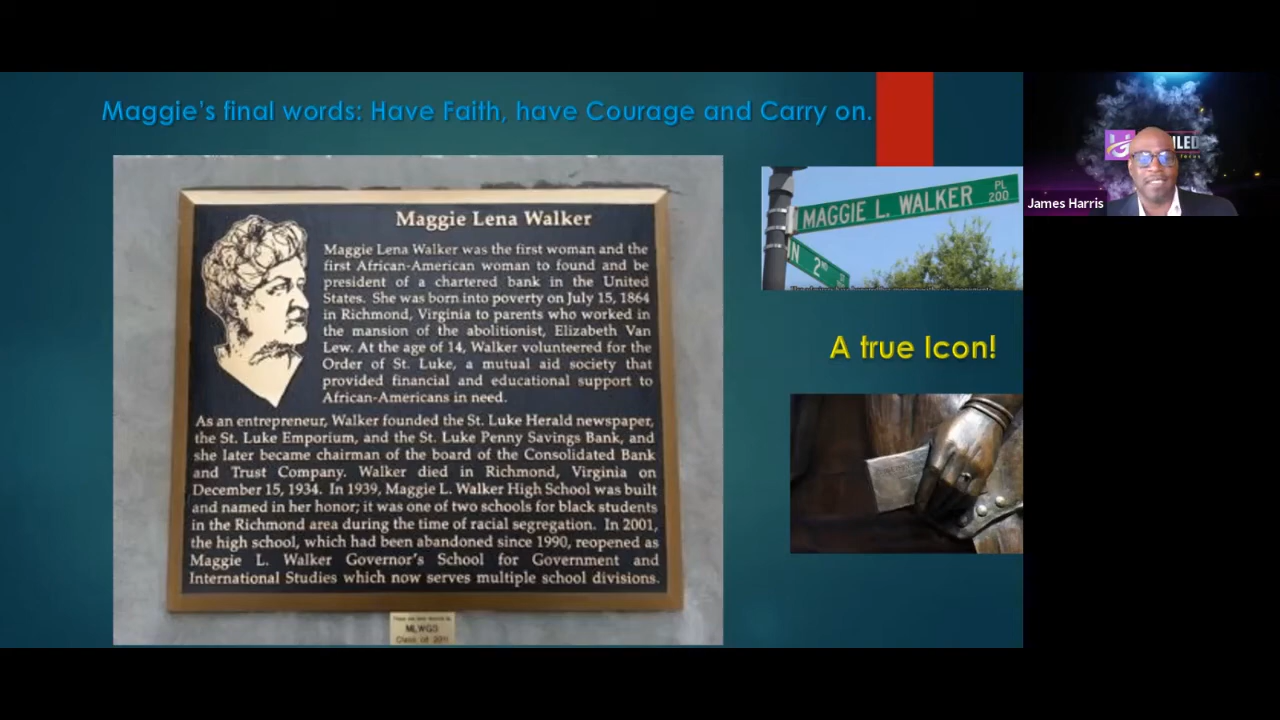 Maggie's final words: Have Faith, have Courage and Carry on.
Maggie Lena Walker
Maggie Lena Walker was the first woman and the
first African-American woman to found and be
president of a chartered bank in the United
States. She was born into poverty on July 15, 1864
in Richmond, Virginia to parents who worked in
the mansion of the abolitionist, Elizabeth Van
Lew. At the age of 14, Walker volunteered for the
Order of St. Luke, a mutual aid society that
provided financial and educational support to
African-Americans in need.
As an entrepreneur, Walker founded the St. Luke Herald newspaper,
the St. Luke Emporium, and the St. Luke Penny Savings Bank, and
she later became chairman of the board of the Consolidated Bank
and Trust Company. Walker died in Richmond, Virginia on
December 15, 1934. In 1939, Maggie L. Walker High School was built
and named in her honor; it was one of two schools for black students
in the Richmond area during the time of racial segregation. In 2001,
the high school, which had been abandoned since 1990, reopened as
Maggie L. Walker Governor's School for Government and
International Studies which now serves multiple school divisions.
MLWGS
Class of 2011
MAGGIE L. WALKER PL 200
N 2ND ST
A true Icon!
James Harris